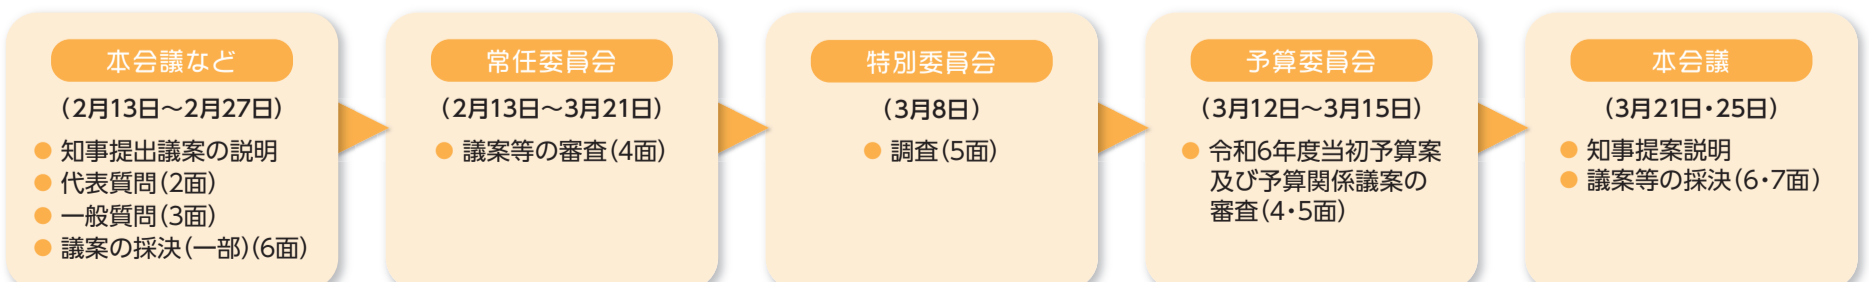 本会議など
(2月13日～2月27日)
● 知事提出議案の説明
● 代表質問(2面)
● 一般質問(3面)
● 議案の採決(一部)(6面)
常任委員会
(2月13日～3月21日)
● 議案等の審査(4面)
特別委員会
(3月8日)
● 調査(5面)
予算委員会
(3月12日～3月15日)
● 令和6年度当初予算案
及び予算関係議案の
審査(4・5面)
本会議
(3月21日・25日)
● 知事提案説明
● 議案等の採決(6・7面)